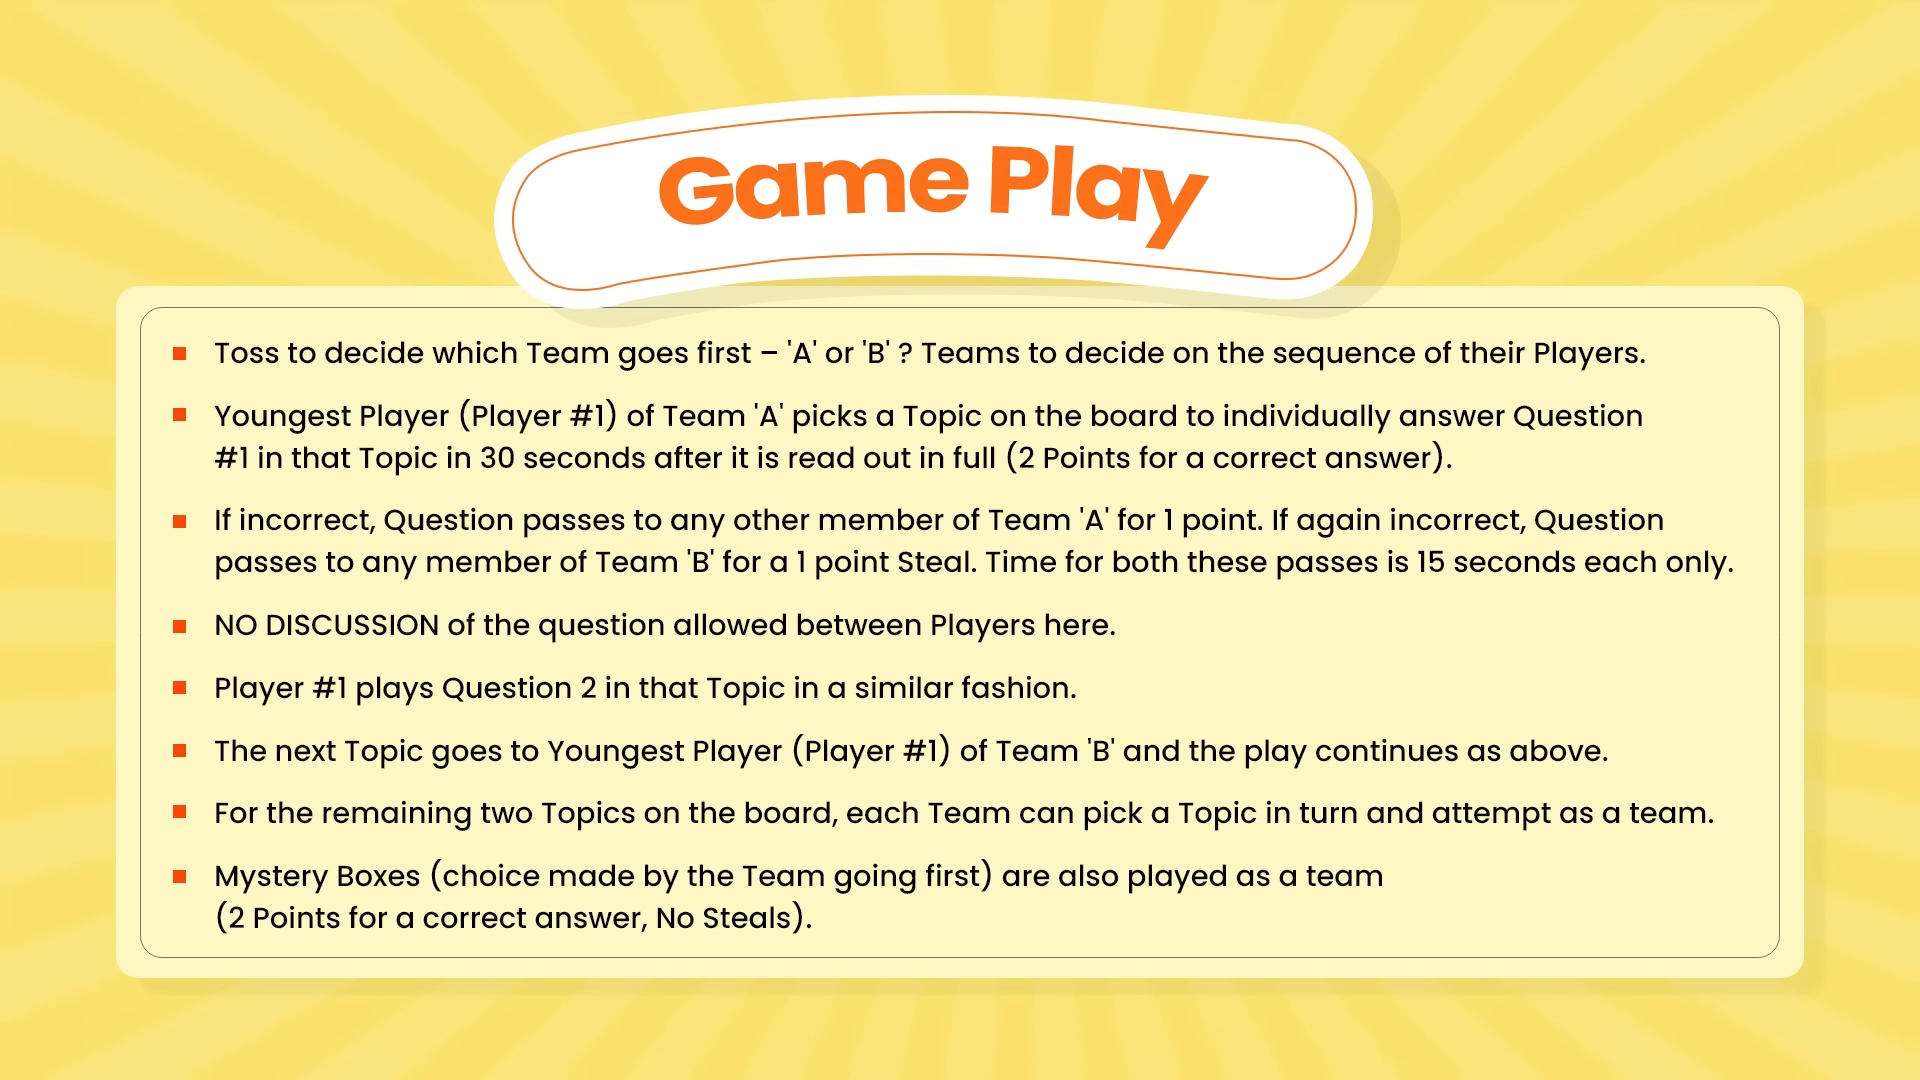 Game Play
Toss to decide which Team goes first – 'A' or 'B' ? Teams to decide on the sequence of their Players.
Youngest Player (Player #1) of Team 'A' picks a Topic on the board to individually answer Question
#1 in that Topic in 30 seconds after it is read out in full (2 Points for a correct answer).
If incorrect, Question passes to any other member of Team 'A' for 1 point. If again incorrect, Question
passes to any member of Team 'B' for a 1 point Steal. Time for both these passes is 15 seconds each only.
NO DISCUSSION of the question allowed between Players here.
Player #1 plays Question 2 in that Topic in a similar fashion.
The next Topic goes to Youngest Player (Player #1) of Team 'B' and the play continues as above.
For the remaining two Topics on the board, each Team can pick a Topic in turn and attempt as a team.
Mystery Boxes (choice made by the Team going first) are also played as a team
(2 Points for a correct answer, No Steals).